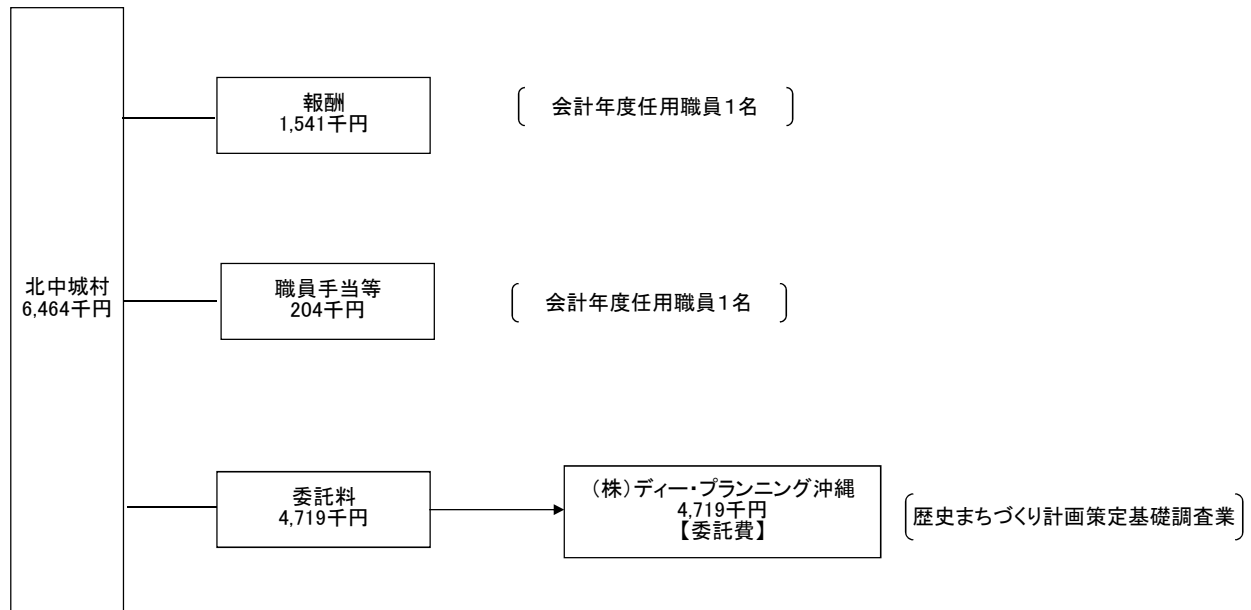 報酬
1,541千円
会計年度任用職員１名
北中城村
6,464千円
職員手当等
204千円
会計年度任用職員１名
委託料
4,719千円
（株）ディー・プランニング沖縄
4,719千円
【委託費】
歴史まちづくり計画策定基礎調査業